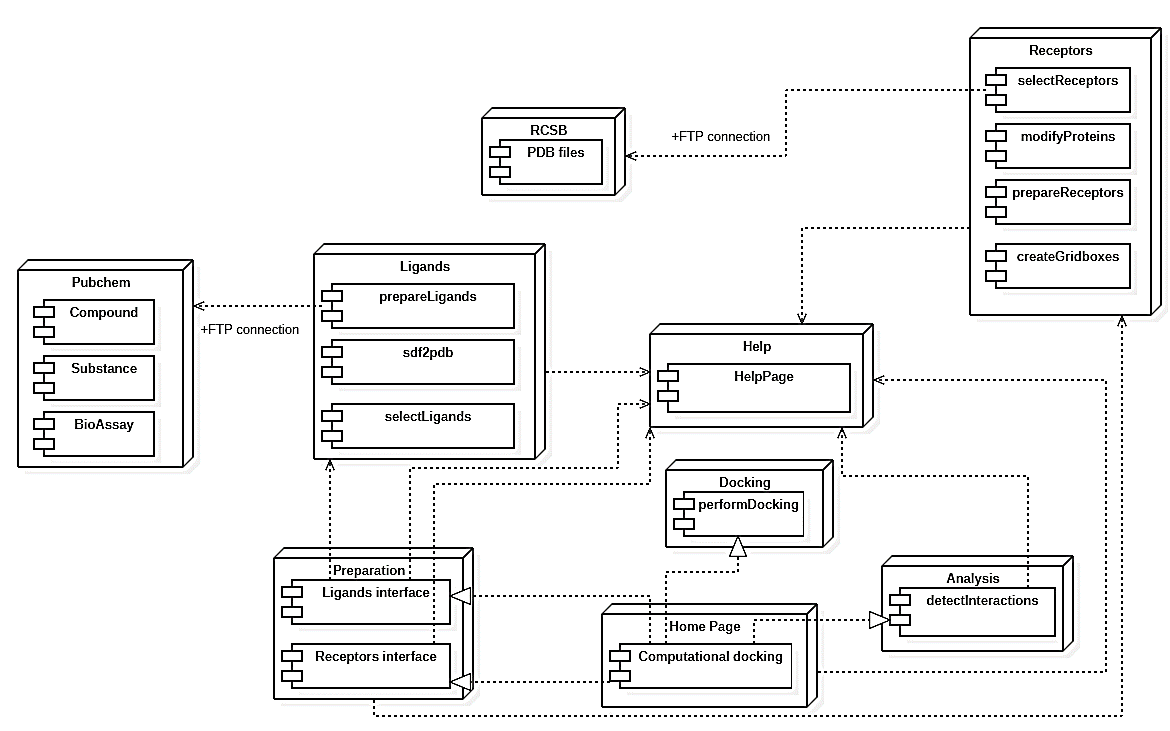 Receptors
selectReceptors
modifyProteins
prepareReceptors
createGridboxes
RCSB
PDB files
+FTP connection
Pubchem
Compound
Substance
BioAssay
+FTP connection
Ligands
prepareLigands
sdf2pdb
selectLigands
Help
HelpPage
Docking
performDocking
Preparation
Ligands interface
Receptors interface
Home Page
Computational docking
Analysis
detectInteractions